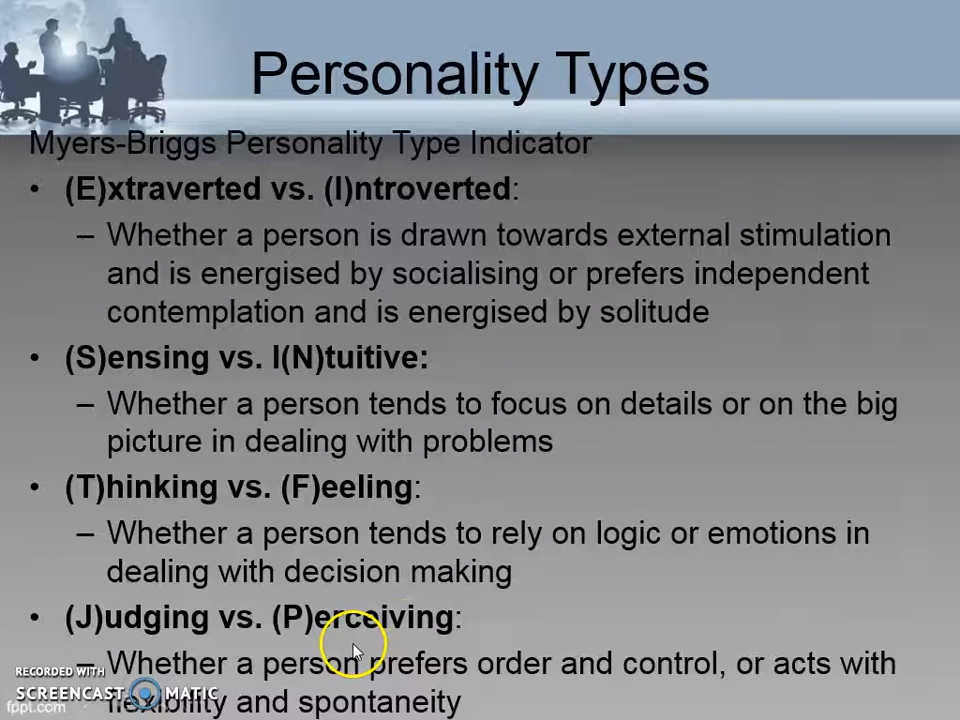 Personality Types
Myers-Briggs Personality Type Indicator
• (E)xtraverted vs. (I)ntroverted:
– Whether a person is drawn towards external stimulation
and is energised by socialising or prefers independent
contemplation and is energised by solitude
• (S)ensing vs. I(N)tuitive:
– Whether a person tends to focus on details or on the big
picture in dealing with problems
• (T)hinking vs. (F)eeling:
– Whether a person tends to rely on logic or emotions in
dealing with decision making
• (J)udging vs. (P)erceiving:
– Whether a person prefers order and control, or acts with
flexibility and spontaneity
RECORDED WITH
SCREENCAST MATIC
fppt.com